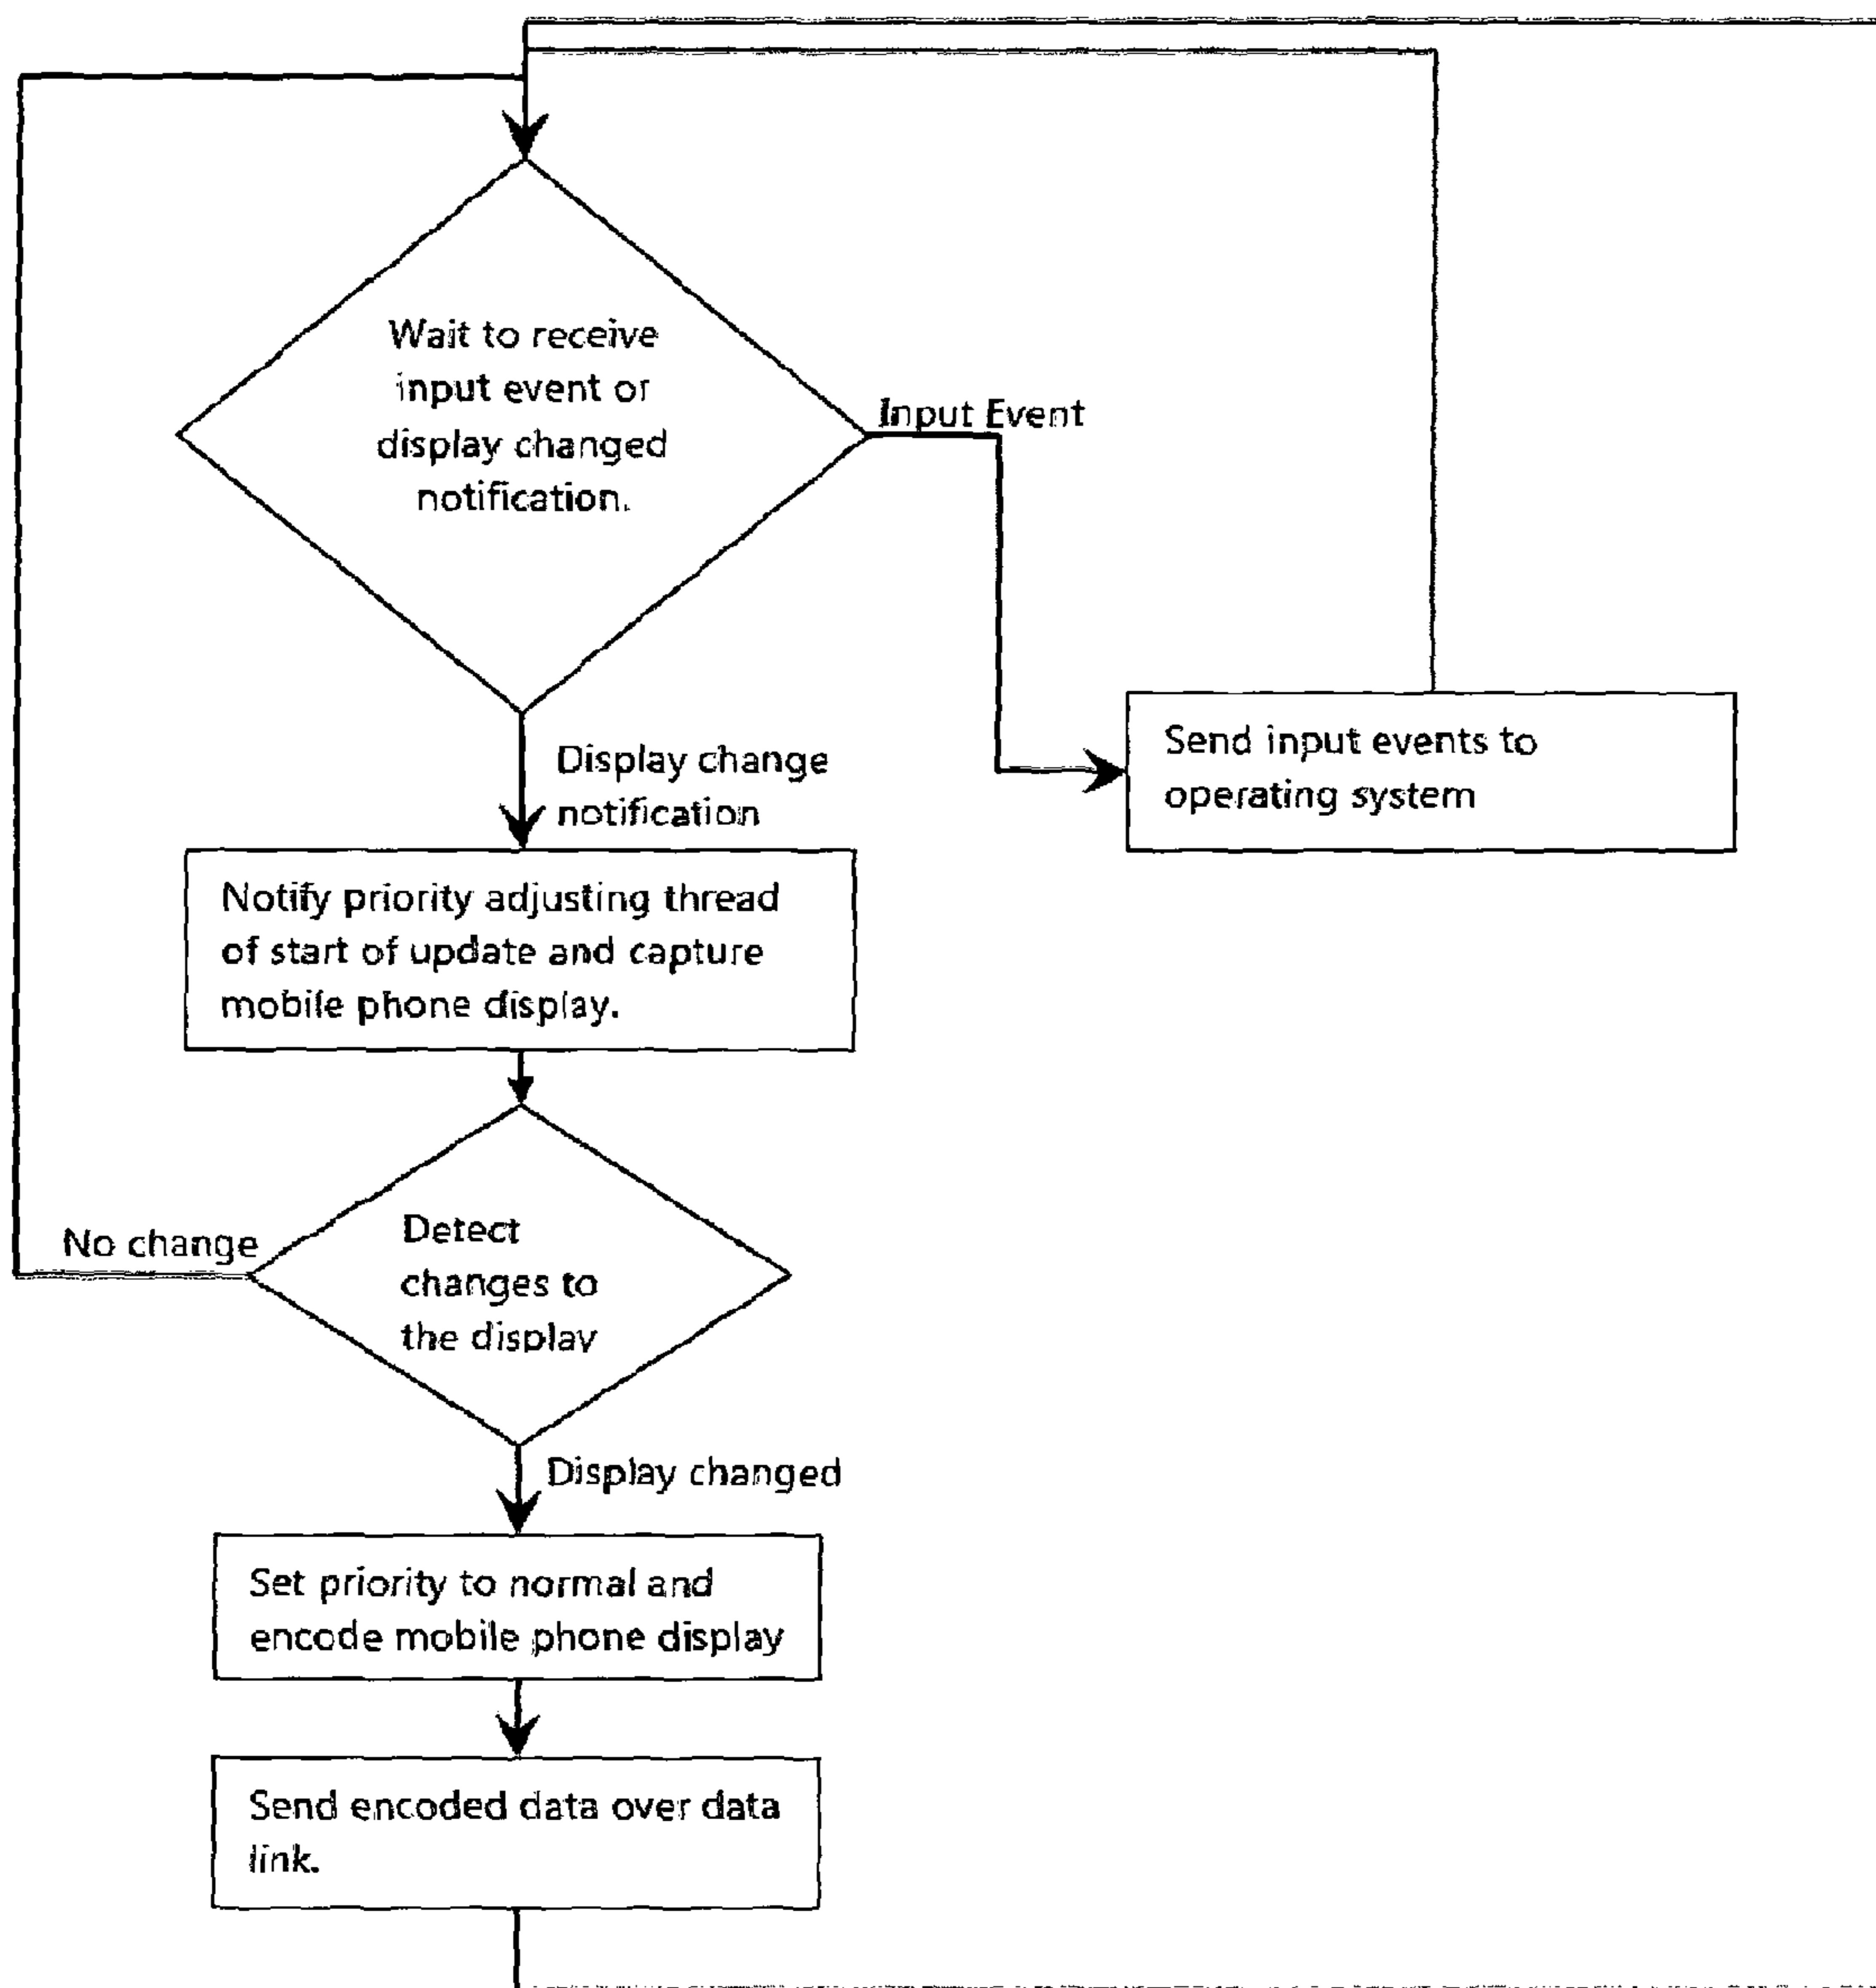 Wait to receive
input event or
display changed
notification.
Input Event
Send input events to
operating system
Display change
notification
Notify priority adjusting thread
of start of update and capture
mobile phone display.
No change
Detect
changes to
the display
Display changed
Set priority to normal and
encode mobile phone display
Send encoded data over data
link.